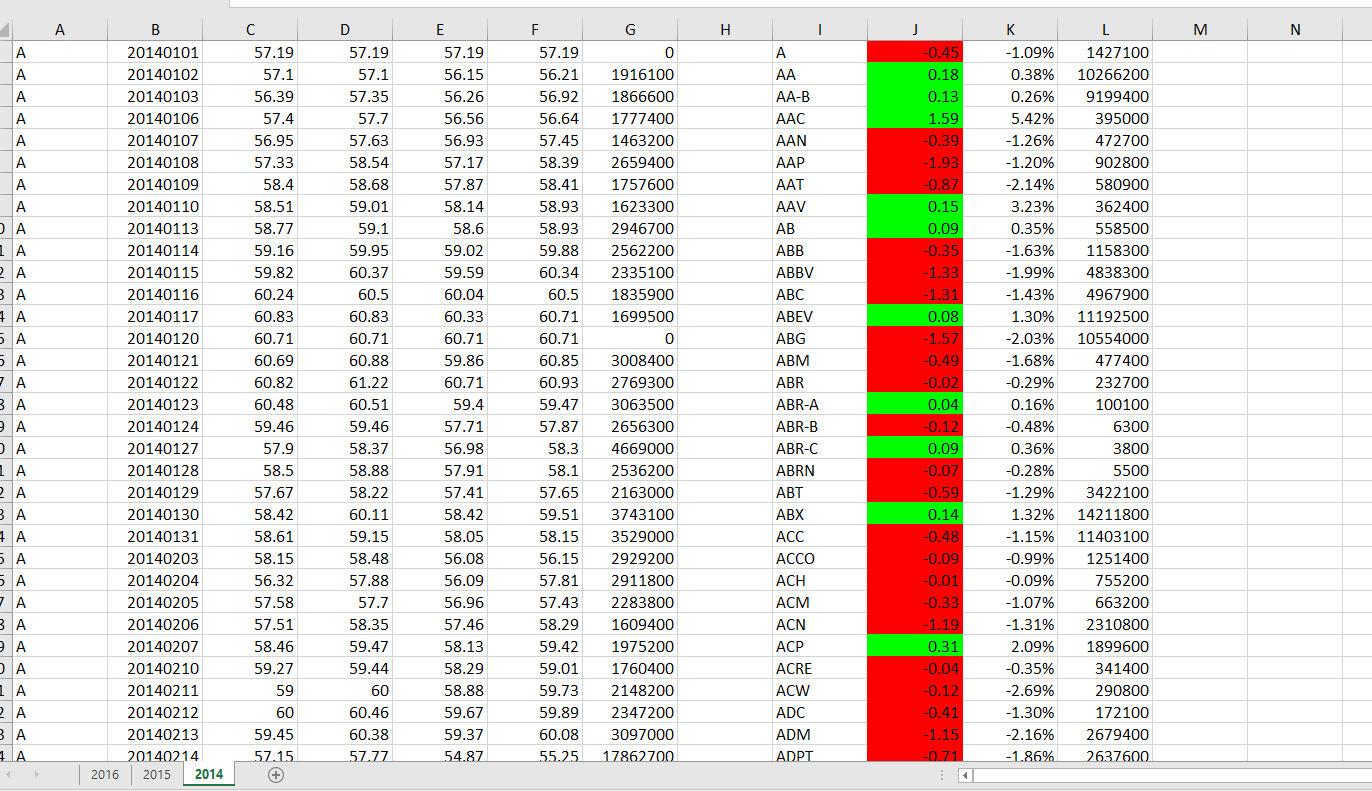 A B C D E F G H I J K L M N
A 20140101 57.19 57.19 57.19 57.19 0 A -0.45 -1.09% 1427100
A 20140102 57.1 57.1 56.15 56.21 1916100 AA 0.18 0.38% 10266200
A 20140103 56.39 57.35 56.26 56.92 1866600 AA-B 0.13 0.26% 9199400
A 20140106 57.4 57.7 56.56 56.64 1777400 AAC 1.59 5.42% 395000
A 20140107 56.95 57.63 56.93 57.45 1463200 AAN -0.39 -1.26% 472700
A 20140108 57.33 58.54 57.17 58.39 2659400 AAP -1.93 -1.20% 902800
A 20140109 58.4 58.68 57.87 58.41 1757600 AAT -0.87 -2.14% 580900
A 20140110 58.51 59.01 58.14 58.93 1623300 AAV 0.15 3.23% 362400
A 20140113 58.77 59.1 58.6 58.93 2946700 AB 0.09 0.35% 558500
A 20140114 59.16 59.95 59.02 59.88 2562200 ABB -0.35 -1.63% 1158300
A 20140115 59.82 60.37 59.59 60.34 2335100 ABBV -1.33 -1.99% 4838300
A 20140116 60.24 60.5 60.04 60.5 1835900 ABC -1.31 -1.43% 4967900
A 20140117 60.83 60.83 60.33 60.71 1699500 ABEV 0.08 1.30% 11192500
A 20140120 60.71 60.71 60.71 60.71 0 ABG -1.57 -2.03% 10554000
A 20140121 60.69 60.88 59.86 60.85 3008400 ABM -0.49 -1.68% 477400
A 20140122 60.82 61.22 60.71 60.93 2769300 ABR -0.02 -0.29% 232700
A 20140123 60.48 60.51 59.4 59.47 3063500 ABR-A 0.04 0.16% 100100
A 20140124 59.46 59.46 57.71 57.87 2656300 ABR-B -0.12 -0.48% 6300
A 20140127 57.9 58.37 56.98 58.3 4669000 ABR-C 0.09 0.36% 3800
A 20140128 58.5 58.88 57.91 58.1 2536200 ABRN -0.07 -0.28% 5500
A 20140129 57.67 58.22 57.41 57.65 2163000 ABT -0.59 -1.29% 3422100
A 20140130 58.42 60.11 58.42 59.51 3743100 ABX 0.14 1.32% 14211800
A 20140131 58.61 59.15 58.05 58.15 3529000 ACC -0.48 -1.15% 11403100
A 20140203 58.15 58.48 56.08 56.15 2929200 ACCO -0.09 -0.99% 1251400
A 20140204 56.32 57.88 56.09 57.81 2911800 ACH -0.01 -0.09% 755200
A 20140205 57.58 57.7 56.96 57.43 2283800 ACM -0.33 -1.07% 663200
A 20140206 57.51 58.35 57.46 58.29 1609400 ACN -1.19 -1.31% 2310800
A 20140207 58.46 59.47 58.13 59.42 1975200 ACP 0.31 2.09% 1899600
A 20140210 59.27 59.44 58.29 59.01 1760400 ACRE -0.04 -0.35% 341400
A 20140211 59 60 58.88 59.73 2148200 ACW -0.12 -2.69% 290800
A 20140212 60 60.46 59.67 59.89 2347200 ADC -0.41 -1.30% 172100
A 20140213 59.45 60.38 59.37 60.08 3097000 ADM -1.15 -2.16% 2679400
A 20140214 57.15 57.77 54.87 55.25 17862700 ADPT -0.71 -1.86% 2637600
2016 2015 2014